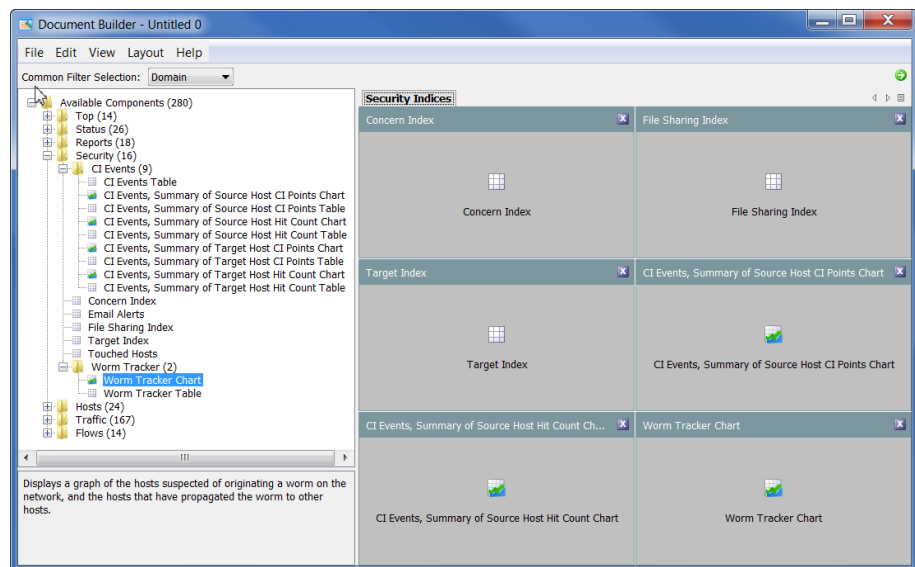 Document Builder - Untitled 0
File Edit View Layout Help
Common Filter Selection: Domain
Available Components (280)
Top (14)
Status (26)
Reports (18)
Security (16)
CI Events (9)
CI Events Table
CI Events, Summary of Source Host CI Points Chart
CI Events, Summary of Source Host CI Points Table
CI Events, Summary of Source Host Hit Count Chart
CI Events, Summary of Source Host Hit Count Table
CI Events, Summary of Target Host CI Points Chart
CI Events, Summary of Target Host CI Points Table
CI Events, Summary of Target Host Hit Count Chart
CI Events, Summary of Target Host Hit Count Table
Concern Index
Email Alerts
File Sharing Index
Target Index
Touched Hosts
Worm Tracker (2)
Worm Tracker Chart
Worm Tracker Table
Hosts (24)
Traffic (167)
Flows (14)
Displays a graph of the hosts suspected of originating a worm on the
network, and the hosts that have propagated the worm to other
hosts.
Security Indices
Concern Index
Concern Index
File Sharing Index
File Sharing Index
Target Index
Target Index
CI Events, Summary of Source Host CI Points Chart
CI Events, Summary of Source Host CI Points Chart
CI Events, Summary of Source Host Hit Count Ch...
CI Events, Summary of Source Host Hit Count Chart
Worm Tracker Chart
Worm Tracker Chart